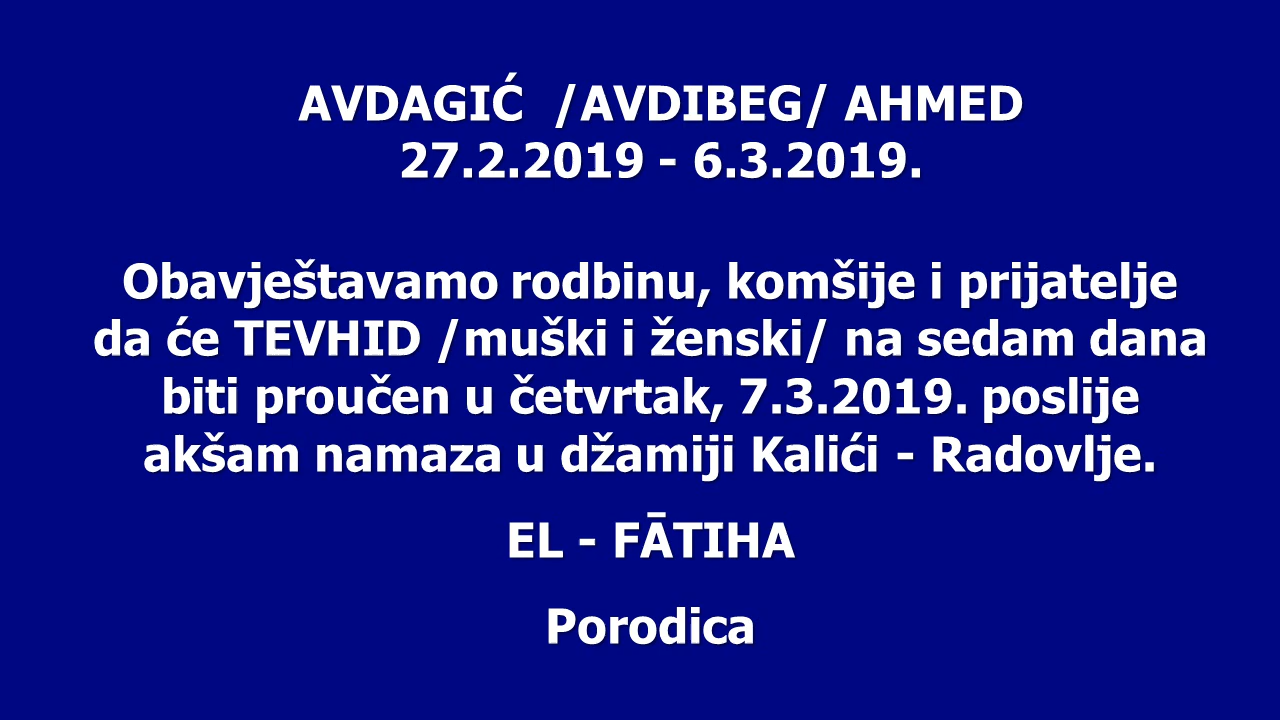 AVDAGIĆ /AVDIBEG/ AHMED
27.2.2019 - 6.3.2019.
Obavještavamo rodbinu, komšije i prijatelje
da će TEVHID /muški i ženski/ na sedam dana
biti proučen u četvrtak, 7.3.2019. poslije
akšam namaza u džamiji Kalići - Radovlje.
EL - FĀTIHA
Porodica